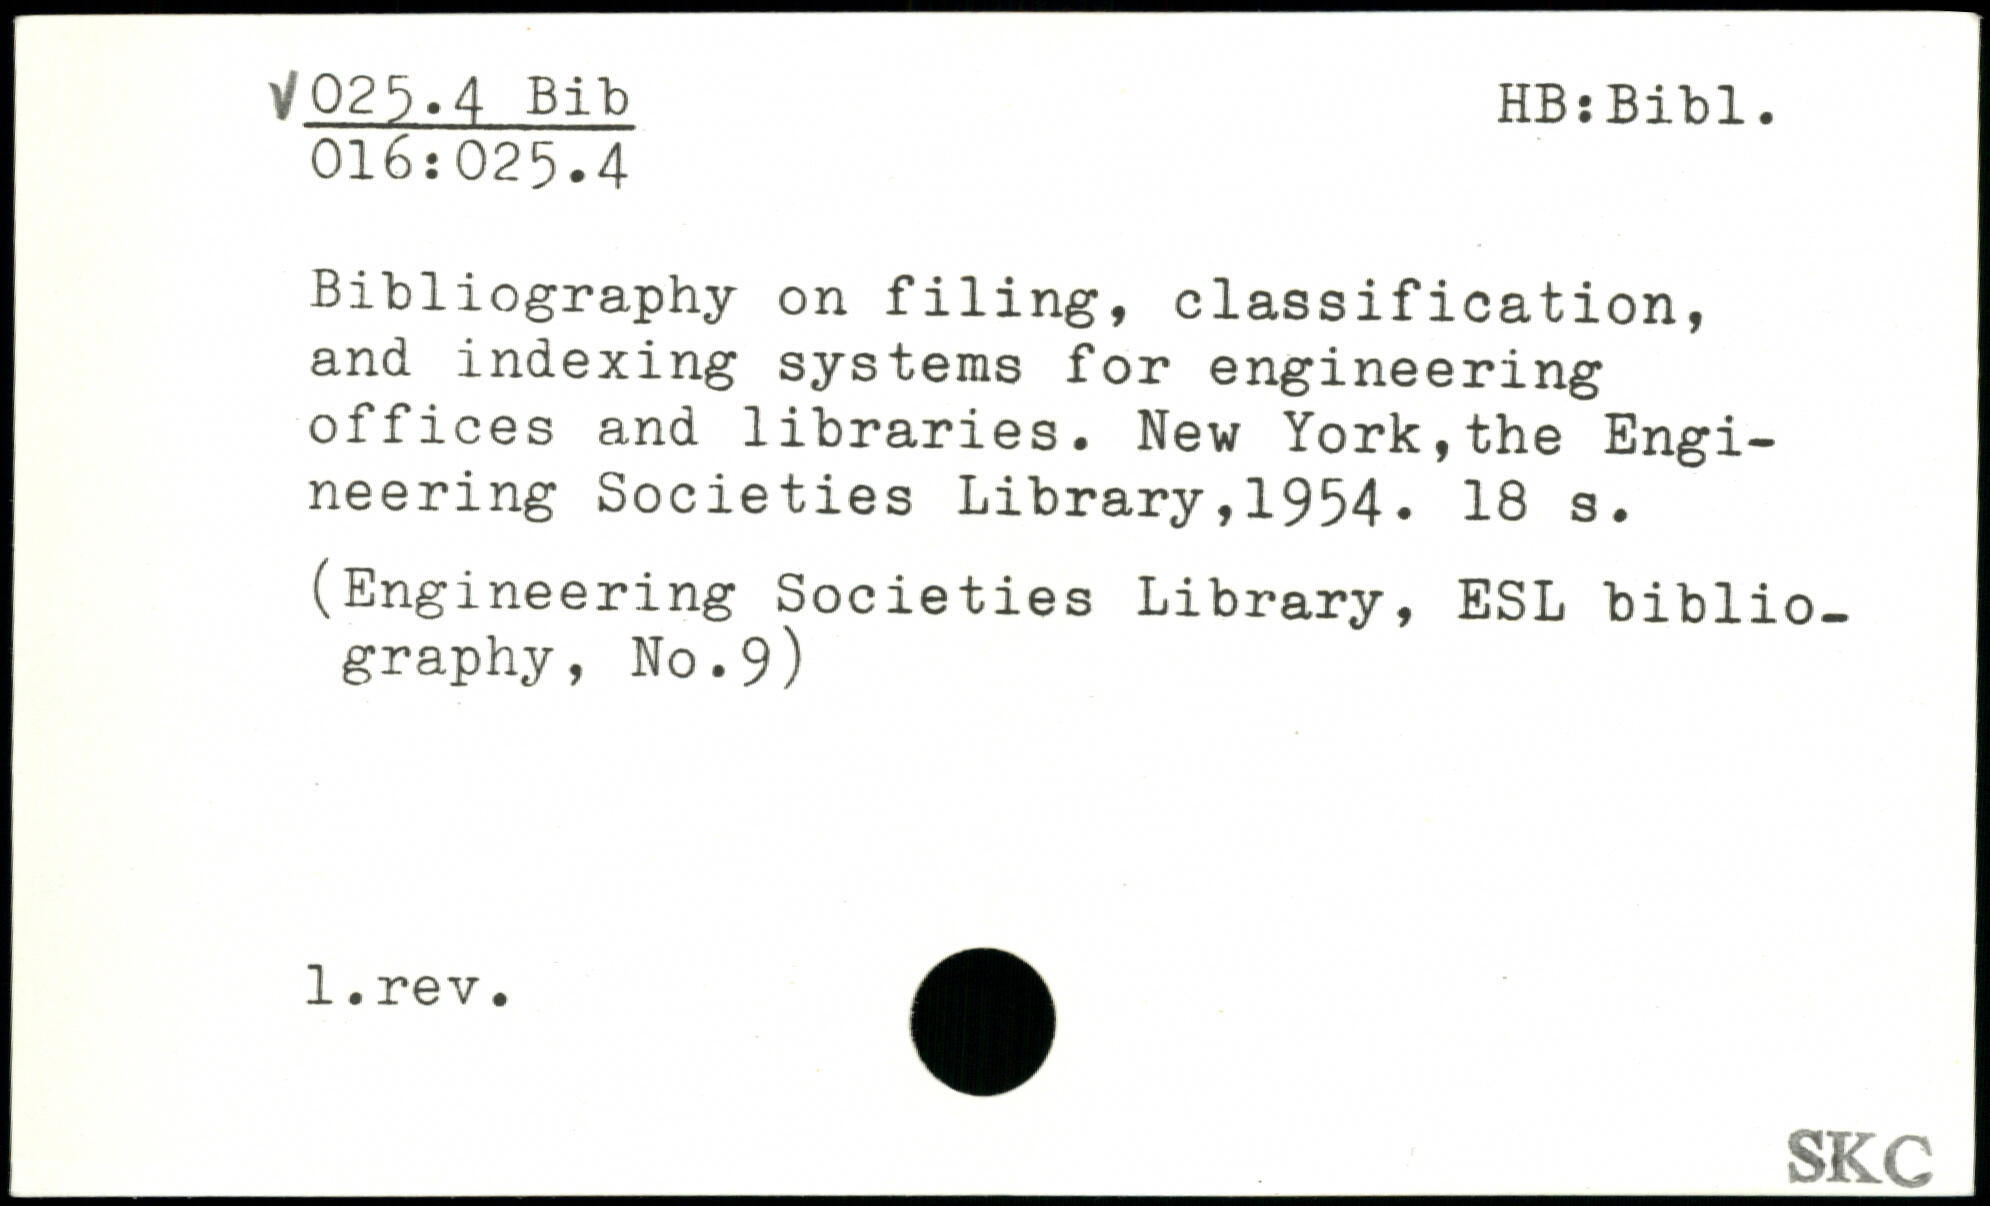 √025.4 Bib
HB:Bibl.
016:025.4
Bibliography on filing, classification,
and indexing systems for engineering
offices and libraries. New York,the Engi-
neering Societies Library,1954. 18 s.
(Engineering Societies Library, ESL biblio-
graphy, No.9)
1.rev.
SKC